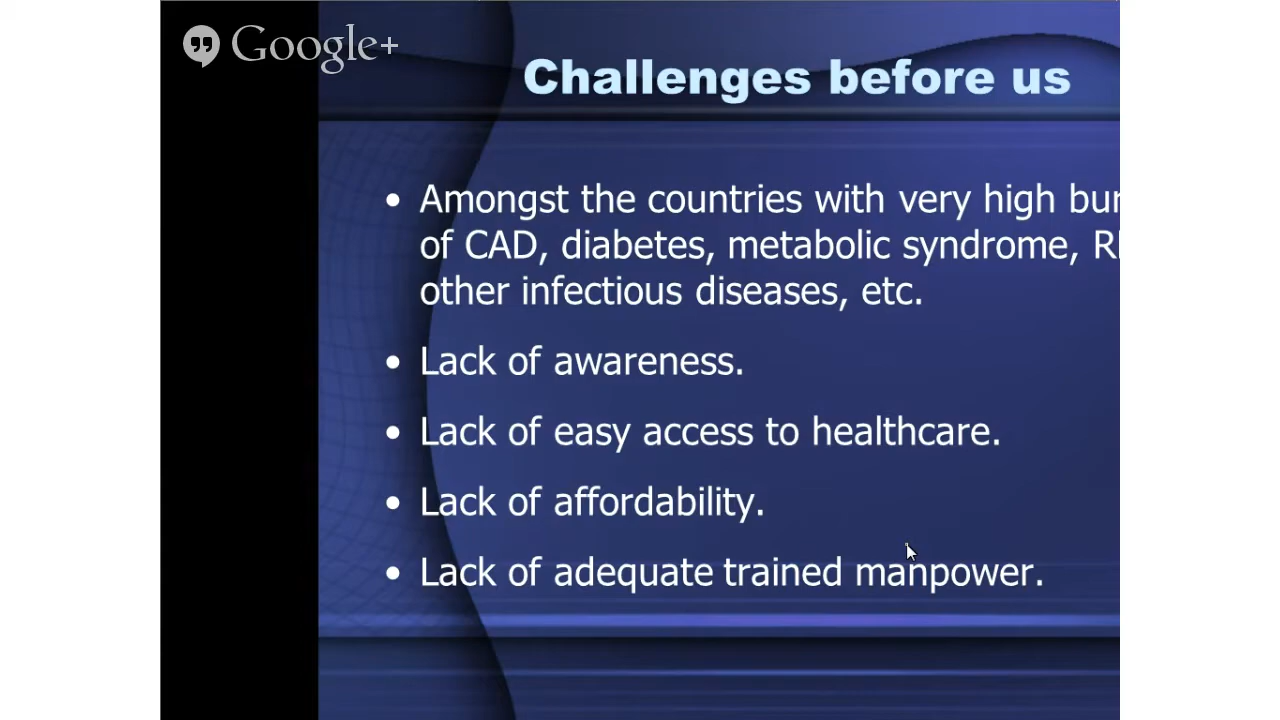 Google+
Challenges before us
• Amongst the countries with very high
of CAD, diabetes, metabolic syndrome,
other infectious diseases, etc.
• Lack of awareness.
• Lack of easy access to healthcare.
• Lack of affordability.
• Lack of adequate trained manpower.